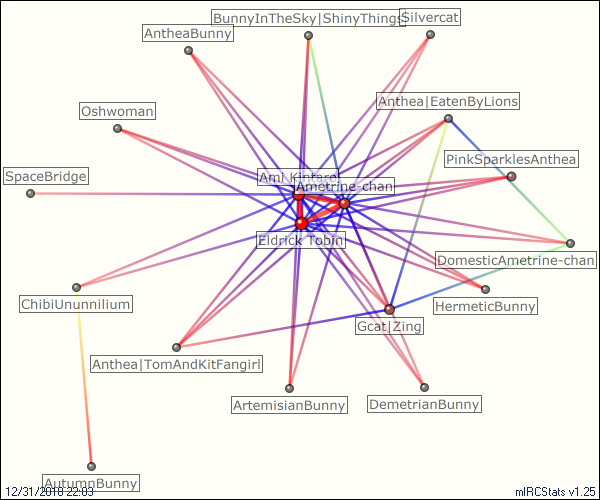 BunnyInTheSky|ShinyThings
Silvercat
AntheaBunny
Anthea|EatenByLions
Oshwoman
PinkSparklesAnthea
SpaceBridge
Ami Kintaro
Ametrine-chan
Eldrick Tobin
DomesticAmetrine-chan
ChibiUnunnilium
HermeticBunny
Gcat|Zing
Anthea|TomAndKitFangirl
ArtemisianBunny
DemetrianBunny
AutumnBunny
12/31/2010 22:03
mIRCStats v1.25